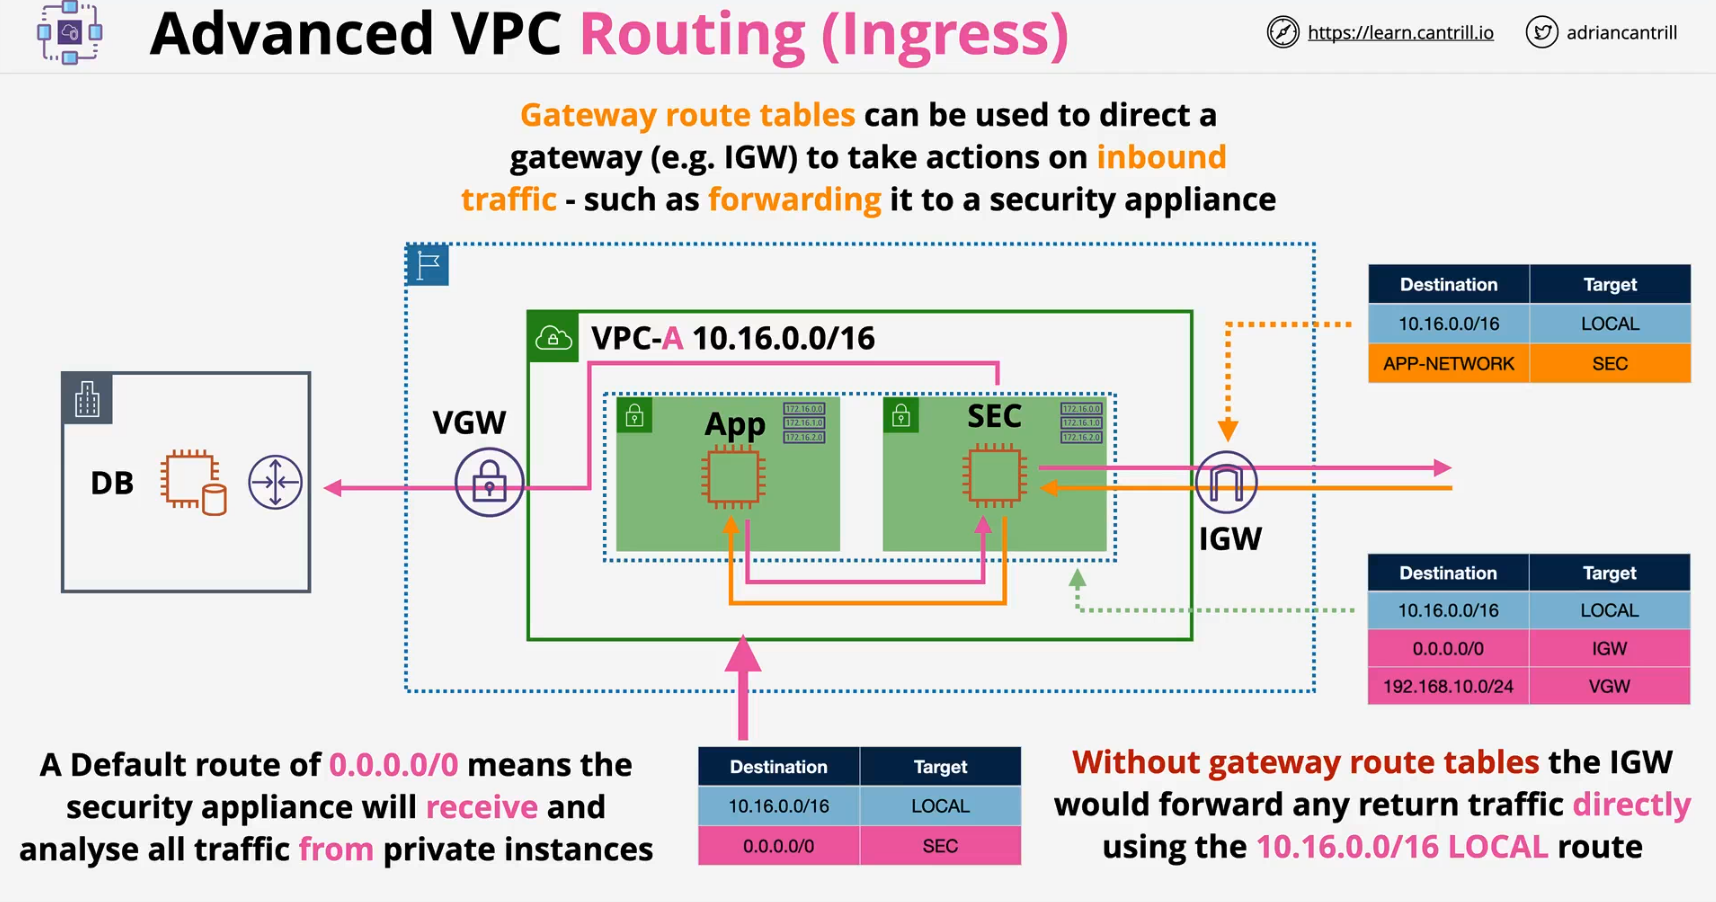 Advanced VPC Routing (Ingress)
https://learn.cantrill.io
adriancantrill
Gateway route tables can be used to direct a
gateway (e.g. IGW) to take actions on inbound
traffic - such as forwarding it to a security appliance
Destination Target
10.16.0.0/16 LOCAL
APP-NETWORK SEC
VPC-A 10.16.0.0/16
VGW
App
172.16.0.0
172.16.1.0
172.16.2.0
SEC
172.16.0.0
172.16.1.0
172.16.2.0
DB
IGW
Destination Target
10.16.0.0/16 LOCAL
0.0.0.0/0 IGW
192.168.10.0/24 VGW
A Default route of 0.0.0.0/0 means the
security appliance will receive and
analyse all traffic from private instances
Destination Target
10.16.0.0/16 LOCAL
0.0.0.0/0 SEC
Without gateway route tables the IGW
would forward any return traffic directly
using the 10.16.0.0/16 LOCAL route